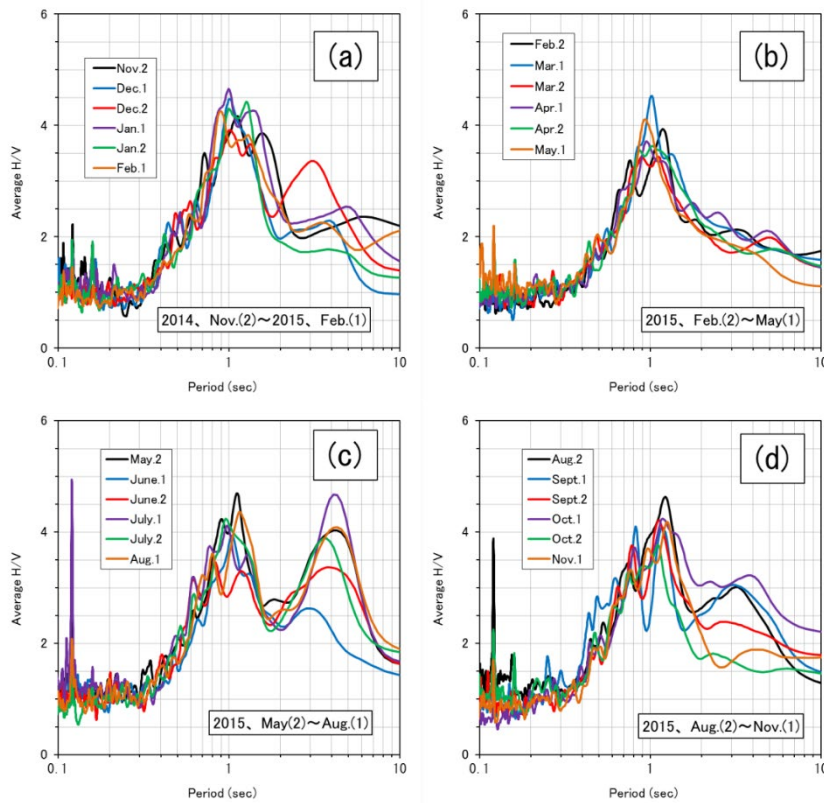 (a)
Nov.2
Dec.1
Dec.2
Jan.1
Jan.2
Feb.1
6
4
2
0
Average H/V
2014、Nov.(2)～2015、Feb.(1)
0.1
1
10
Period (sec)
(b)
Feb.2
Mar.1
Mar.2
Apr.1
Apr.2
May.1
6
4
2
0
Average H/V
2015、Feb.(2)～May(1)
0.1
1
10
Period (sec)
(c)
May.2
June.1
June.2
July.1
July.2
Aug.1
6
4
2
0
Average H/V
2015、May(2)～Aug.(1)
0.1
1
10
Period (sec)
(d)
Aug.2
Sept.1
Sept.2
Oct.1
Oct.2
Nov.1
6
4
2
0
Average H/V
2015、Aug.(2)～Nov.(1)
0.1
1
10
Period (sec)